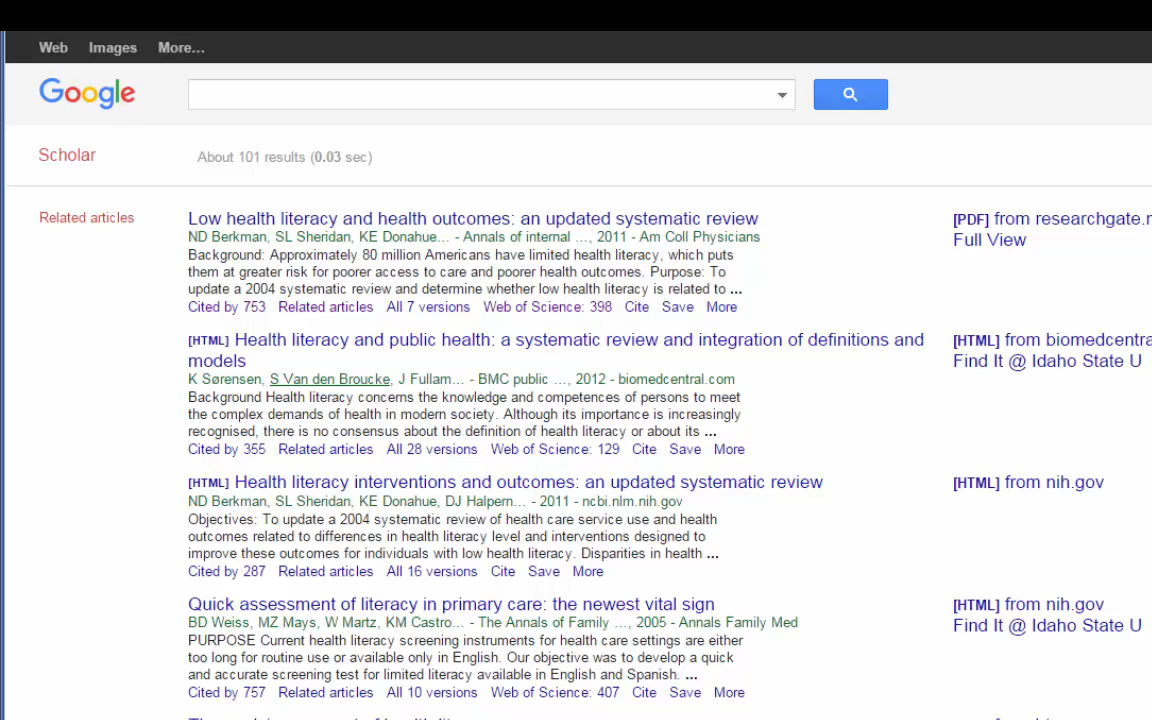 Web Images More...
Google
Scholar About 101 results (0.03 sec)
Related articles
Low health literacy and health outcomes: an updated systematic review
[PDF] from researchgate.
ND Berkman, SL Sheridan, KE Donahue... - Annals of internal ..., 2011 - Am Coll Physicians
Full View
Background: Approximately 80 million Americans have limited health literacy, which puts
them at greater risk for poorer access to care and poorer health outcomes. Purpose: To
update a 2004 systematic review and determine whether low health literacy is related to ...
Cited by 753 Related articles All 7 versions Web of Science: 398 Cite Save More
[HTML] Health literacy and public health: a systematic review and integration of definitions and
models
[HTML] from biomedcentra
Find It @ Idaho State U
K Sørensen, S Van den Broucke, J Fullam... - BMC public ..., 2012 - biomedcentral.com
Background Health literacy concerns the knowledge and competences of persons to meet
the complex demands of health in modern society. Although its importance is increasingly
recognised, there is no consensus about the definition of health literacy or about its ...
Cited by 355 Related articles All 28 versions Web of Science: 129 Cite Save More
[HTML] Health literacy interventions and outcomes: an updated systematic review
[HTML] from nih.gov
ND Berkman, SL Sheridan, KE Donahue, DJ Halpern... - 2011 - ncbi.nlm.nih.gov
Objectives: To update a 2004 systematic review of health care service use and health
outcomes related to differences in health literacy level and interventions designed to
improve these outcomes for individuals with low health literacy. Disparities in health ...
Cited by 287 Related articles All 16 versions Cite Save More
Quick assessment of literacy in primary care: the newest vital sign
[HTML] from nih.gov
Find It @ Idaho State U
BD Weiss, MZ Mays, W Martz, KM Castro... - The Annals of Family ..., 2005 - Annals Family Med
PURPOSE Current health literacy screening instruments for health care settings are either
too long for routine use or available only in English. Our objective was to develop a quick
and accurate screening test for limited literacy available in English and Spanish. ...
Cited by 757 Related articles All 10 versions Web of Science: 407 Cite Save More